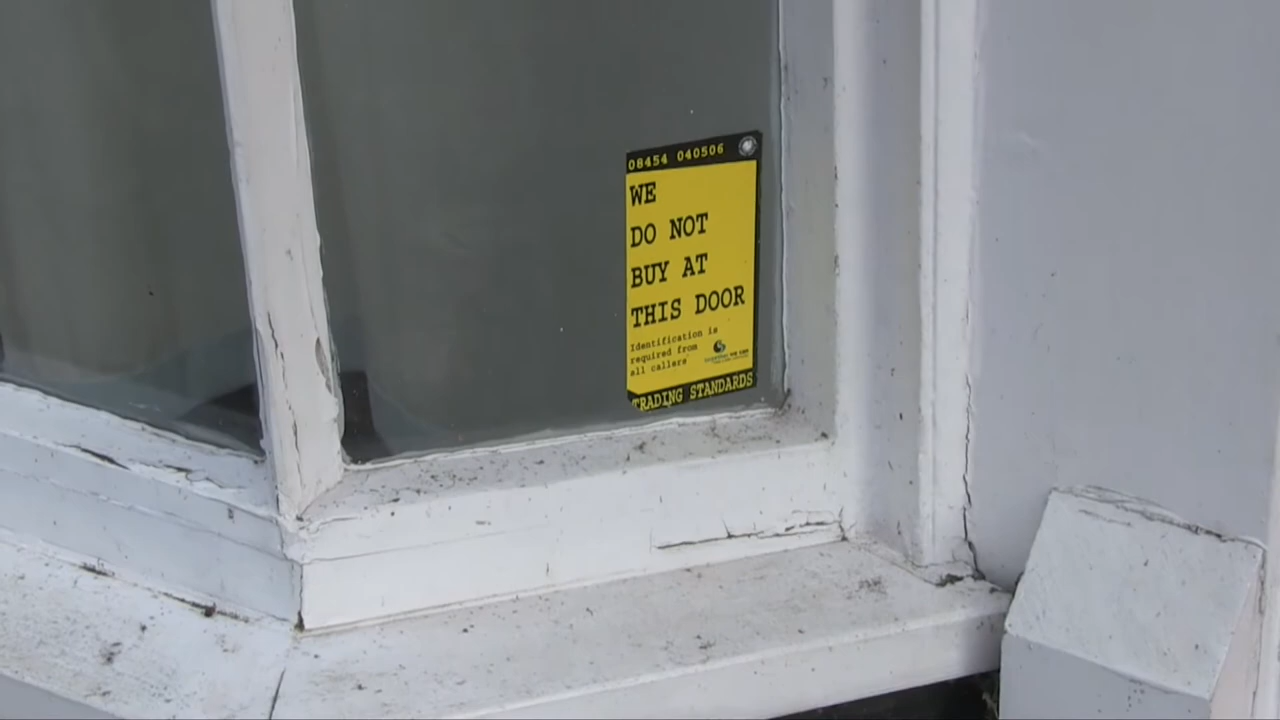 08454 040506
WE
DO NOT
BUY AT
THIS DOOR
Identification is
required from
all callers
TRADING STANDARDS